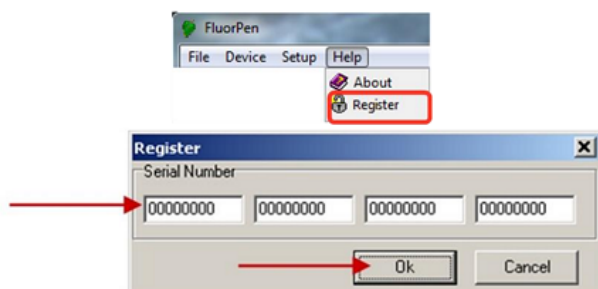 FluorPen
File Device Setup Help
About
Register
Register
Serial Number
00000000 00000000 00000000 00000000
Ok Cancel